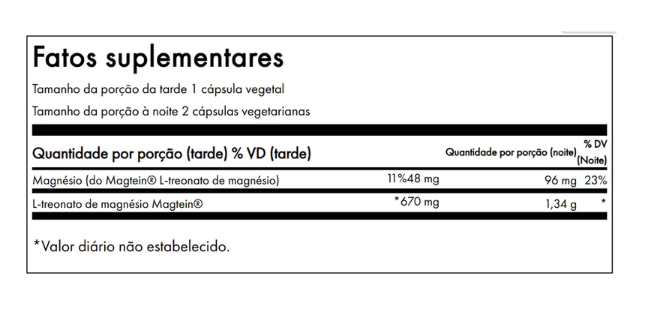 Fatos suplementares
Tamanho da porção da tarde 1 cápsula vegetal
Tamanho da porção à noite 2 cápsulas vegetarianas
Quantidade por porção (tarde) % VD (tarde) Quantidade por porção (noite) % DV (Noite)
Magnésio (do Magtein® L-treonato de magnésio) 11%48 mg 96 mg 23%
L-treonato de magnésio Magtein® *670 mg 1,34 g *
*Valor diário não estabelecido.